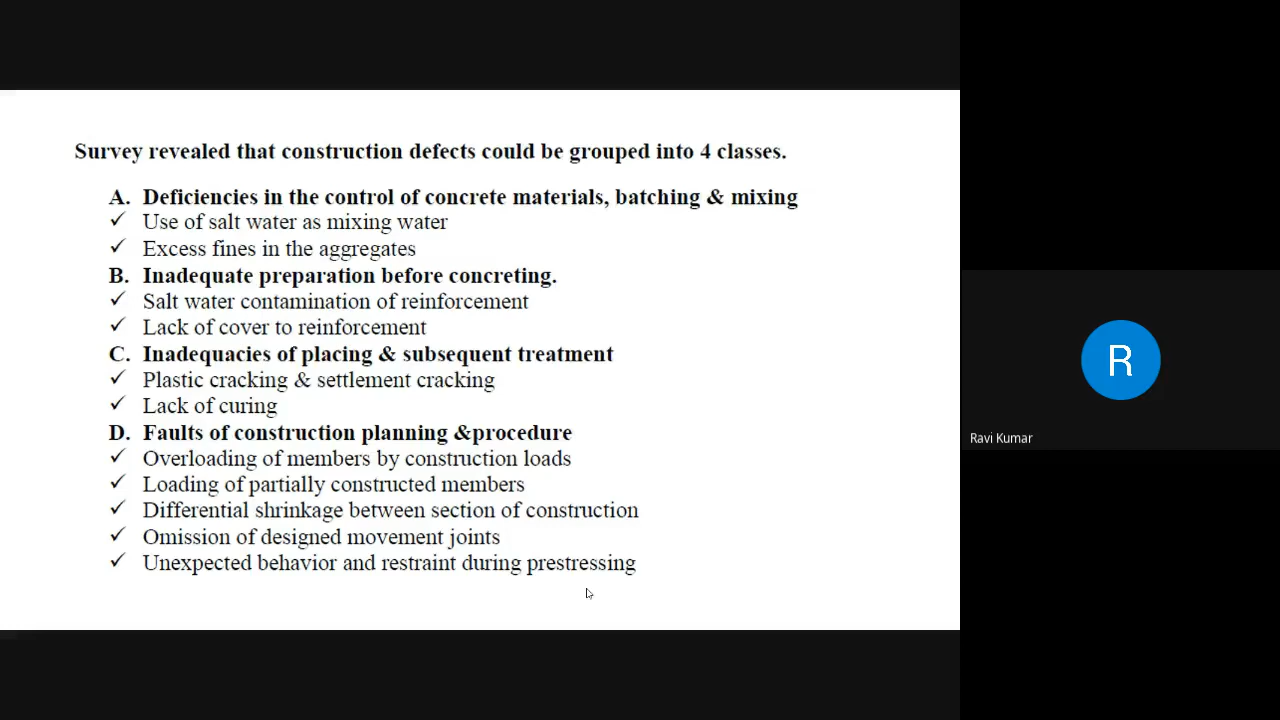 Survey revealed that construction defects could be grouped into 4 classes.
A. Deficiencies in the control of concrete materials, batching & mixing
✓ Use of salt water as mixing water
✓ Excess fines in the aggregates
B. Inadequate preparation before concreting.
✓ Salt water contamination of reinforcement
✓ Lack of cover to reinforcement
C. Inadequacies of placing & subsequent treatment
✓ Plastic cracking & settlement cracking
✓ Lack of curing
D. Faults of construction planning &procedure
✓ Overloading of members by construction loads
✓ Loading of partially constructed members
✓ Differential shrinkage between section of construction
✓ Omission of designed movement joints
✓ Unexpected behavior and restraint during prestressing
R
Ravi Kumar